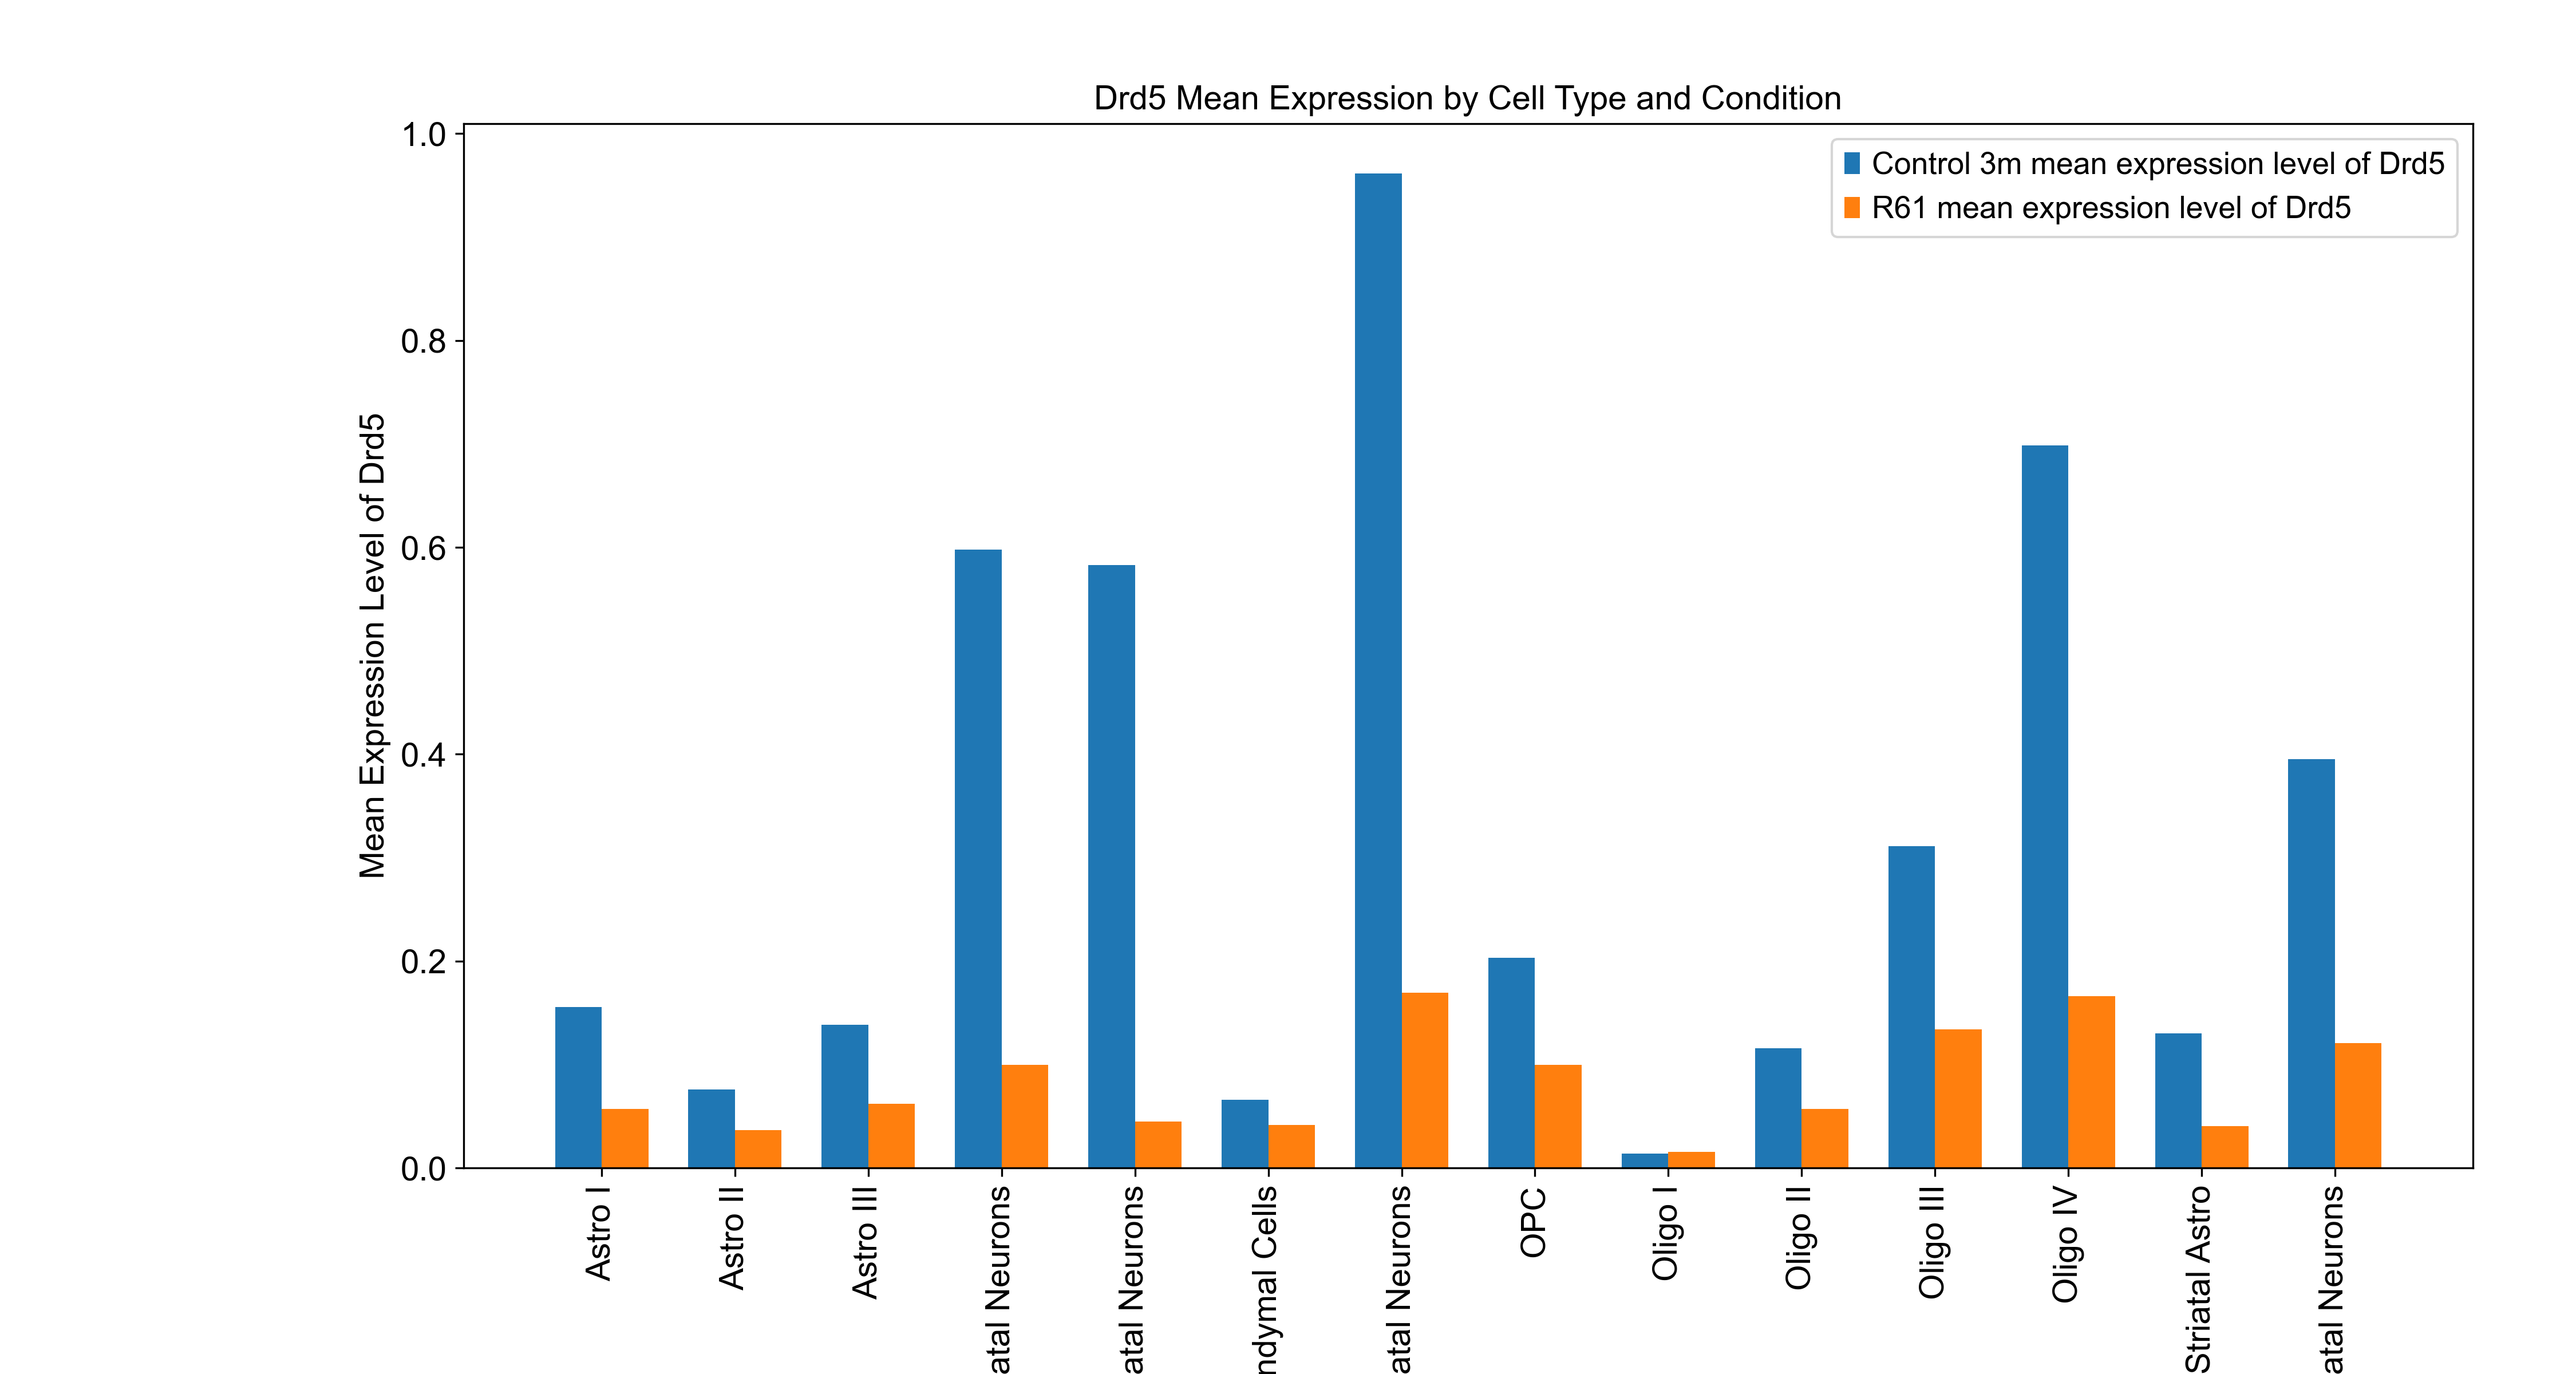 Drd5 Mean Expression by Cell Type and Condition
Control 3m mean expression level of Drd5
R61 mean expression level of Drd5
Mean Expression Level of Drd5
1.0
0.8
0.6
0.4
0.2
0.0
Astro I
Astro II
Astro III
atal Neurons
atal Neurons
ndymal Cells
atal Neurons
OPC
Oligo I
Oligo II
Oligo III
Oligo IV
Striatal Astro
atal Neurons